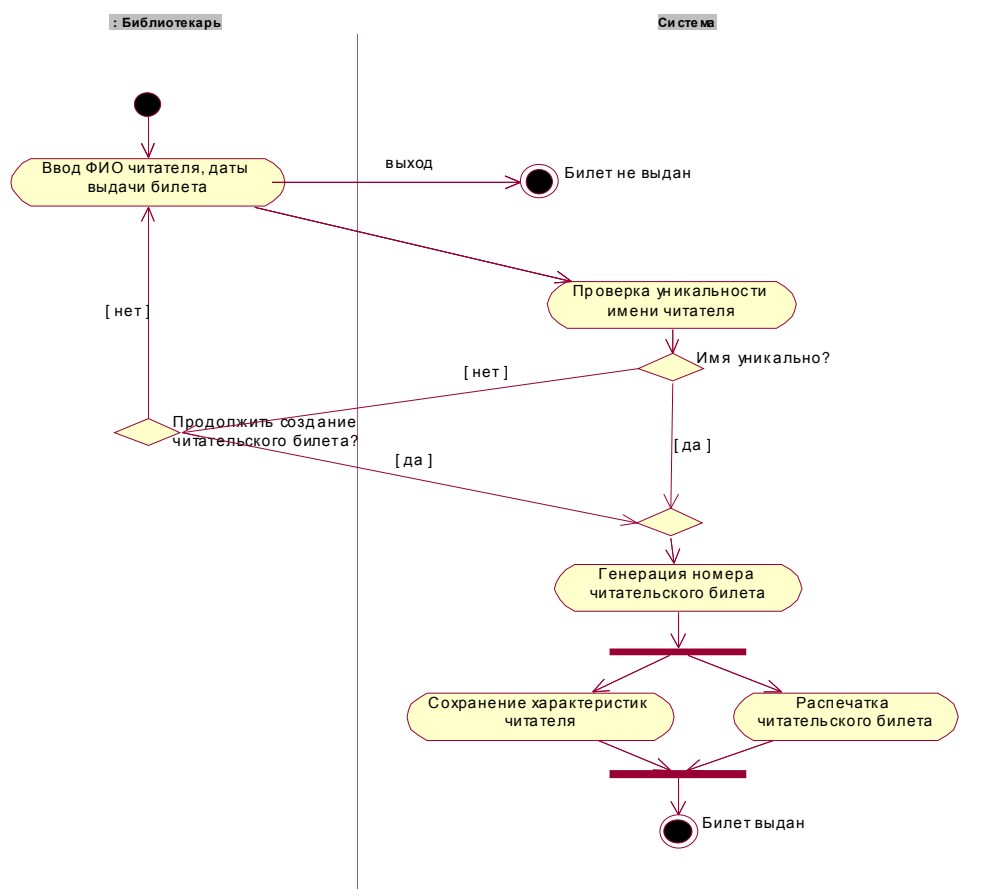 : Библиотекарь
Система
Ввод ФИО читателя, даты
выдачи билета
выход
Билет не выдан
Проверка уникальности
имени читателя
[ нет ]
Имя уникально?
[ нет ]
Продолжить создание
читательского билета?
[ да ]
[ да ]
Генерация номера
читательского билета
Сохранение характеристик
читателя
Распечатка
читательского билета
Билет выдан